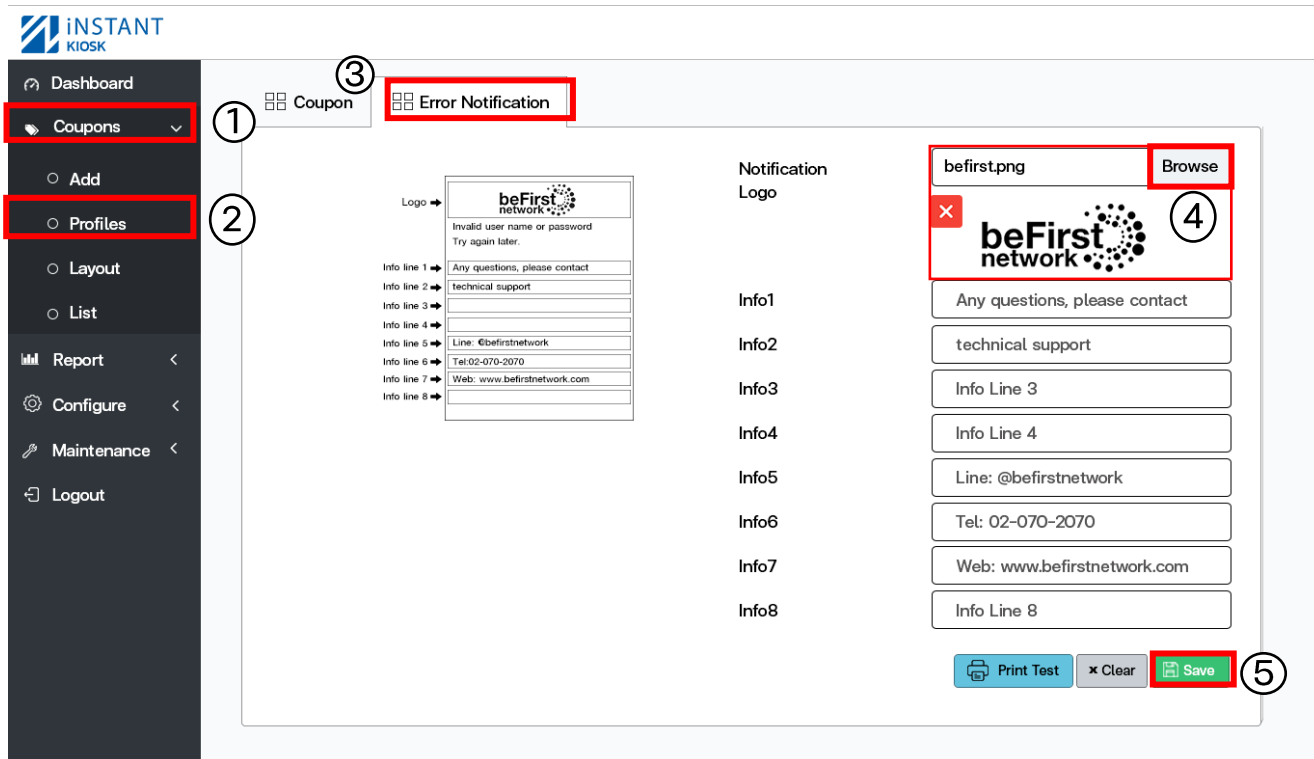 iNSTANT
KIOSK
Dashboard
① Coupons
Add
② Profiles
Layout
List
Report
Configure
Maintenance
Logout
Coupon
③ Error Notification
Logo
beFirst
network
Invalid user name or password
Try again later.
Info line 1 Any questions, please contact
Info line 2 technical support
Info line 3
Info line 4
Info line 5 Line: @befirstnetwork
Info line 6 Tel:02-070-2070
Info line 7 Web: www.befirstnetwork.com
Info line 8
Notification
Logo
befirst.png Browse
④
beFirst
network
Info1 Any questions, please contact
Info2 technical support
Info3 Info Line 3
Info4 Info Line 4
Info5 Line: @befirstnetwork
Info6 Tel: 02-070-2070
Info7 Web: www.befirstnetwork.com
Info8 Info Line 8
Print Test × Clear Save ⑤